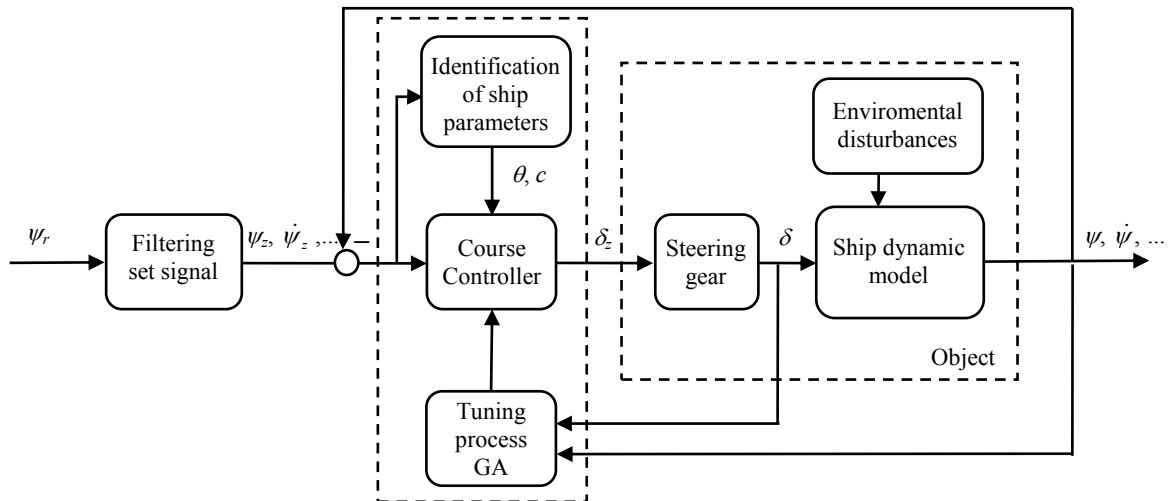 Identification
of ship
parameters
Enviromental
disturbances
θ, c
ψr
Filtering
set signal
ψz, ψ̇z ,... –
Course
Controller
δz
Steering
gear
δ
Ship dynamic
model
ψ, ψ̇, ...
Object
Tuning
process
GA